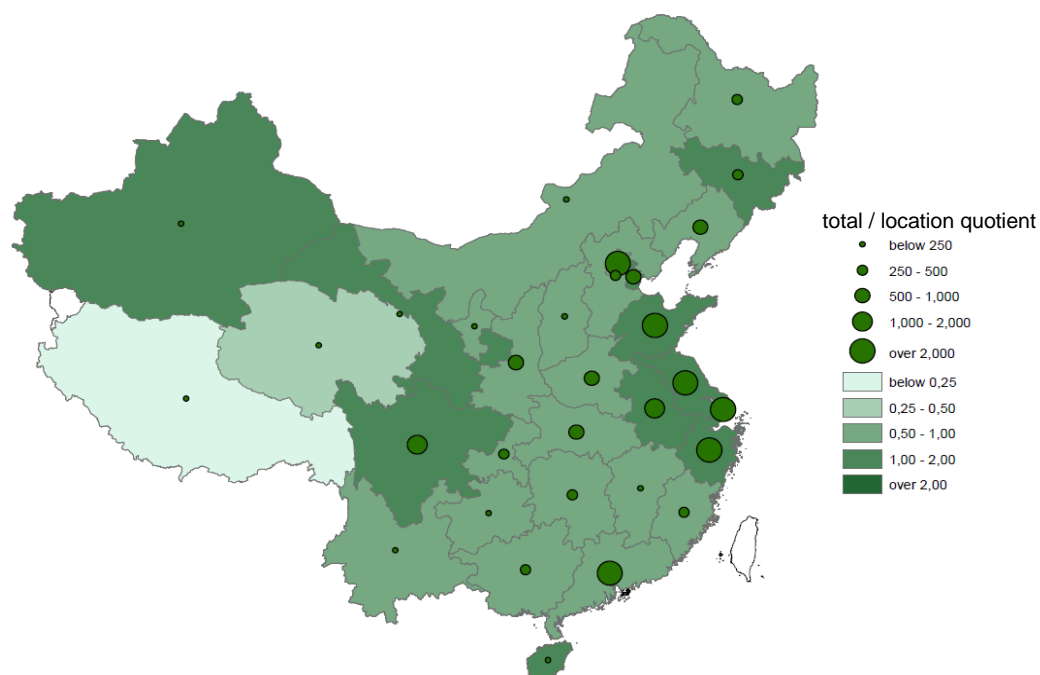 total / location quotient
below 250
250 - 500
500 - 1,000
1,000 - 2,000
over 2,000
below 0,25
0,25 - 0,50
0,50 - 1,00
1,00 - 2,00
over 2,00